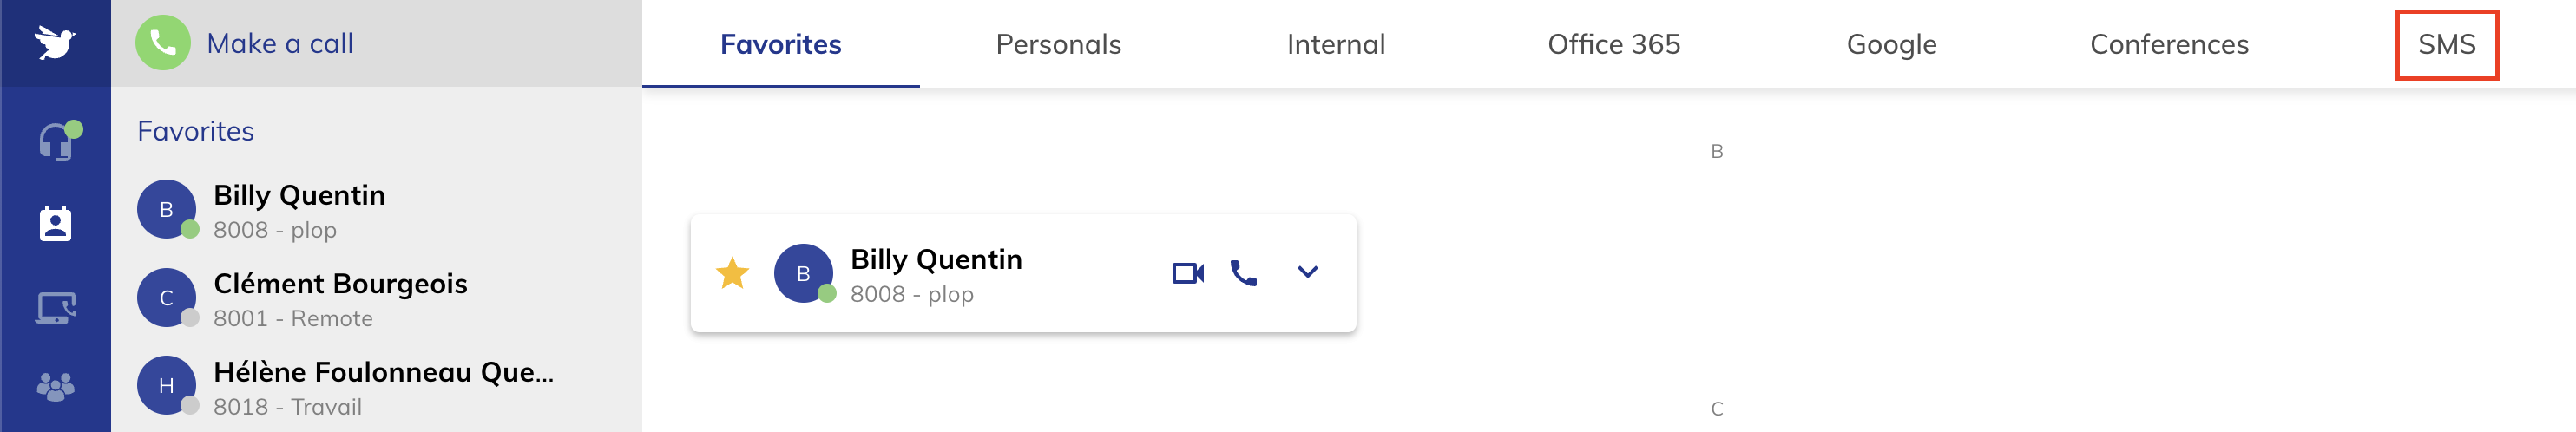 Make a call
Favorites
B
Billy Quentin
8008 - plop
C
Clément Bourgeois
8001 - Remote
H
Hélène Foulonneau Que...
8018 - Travail
Favorites Personals Internal Office 365 Google Conferences SMS
B
B
Billy Quentin
8008 - plop
C